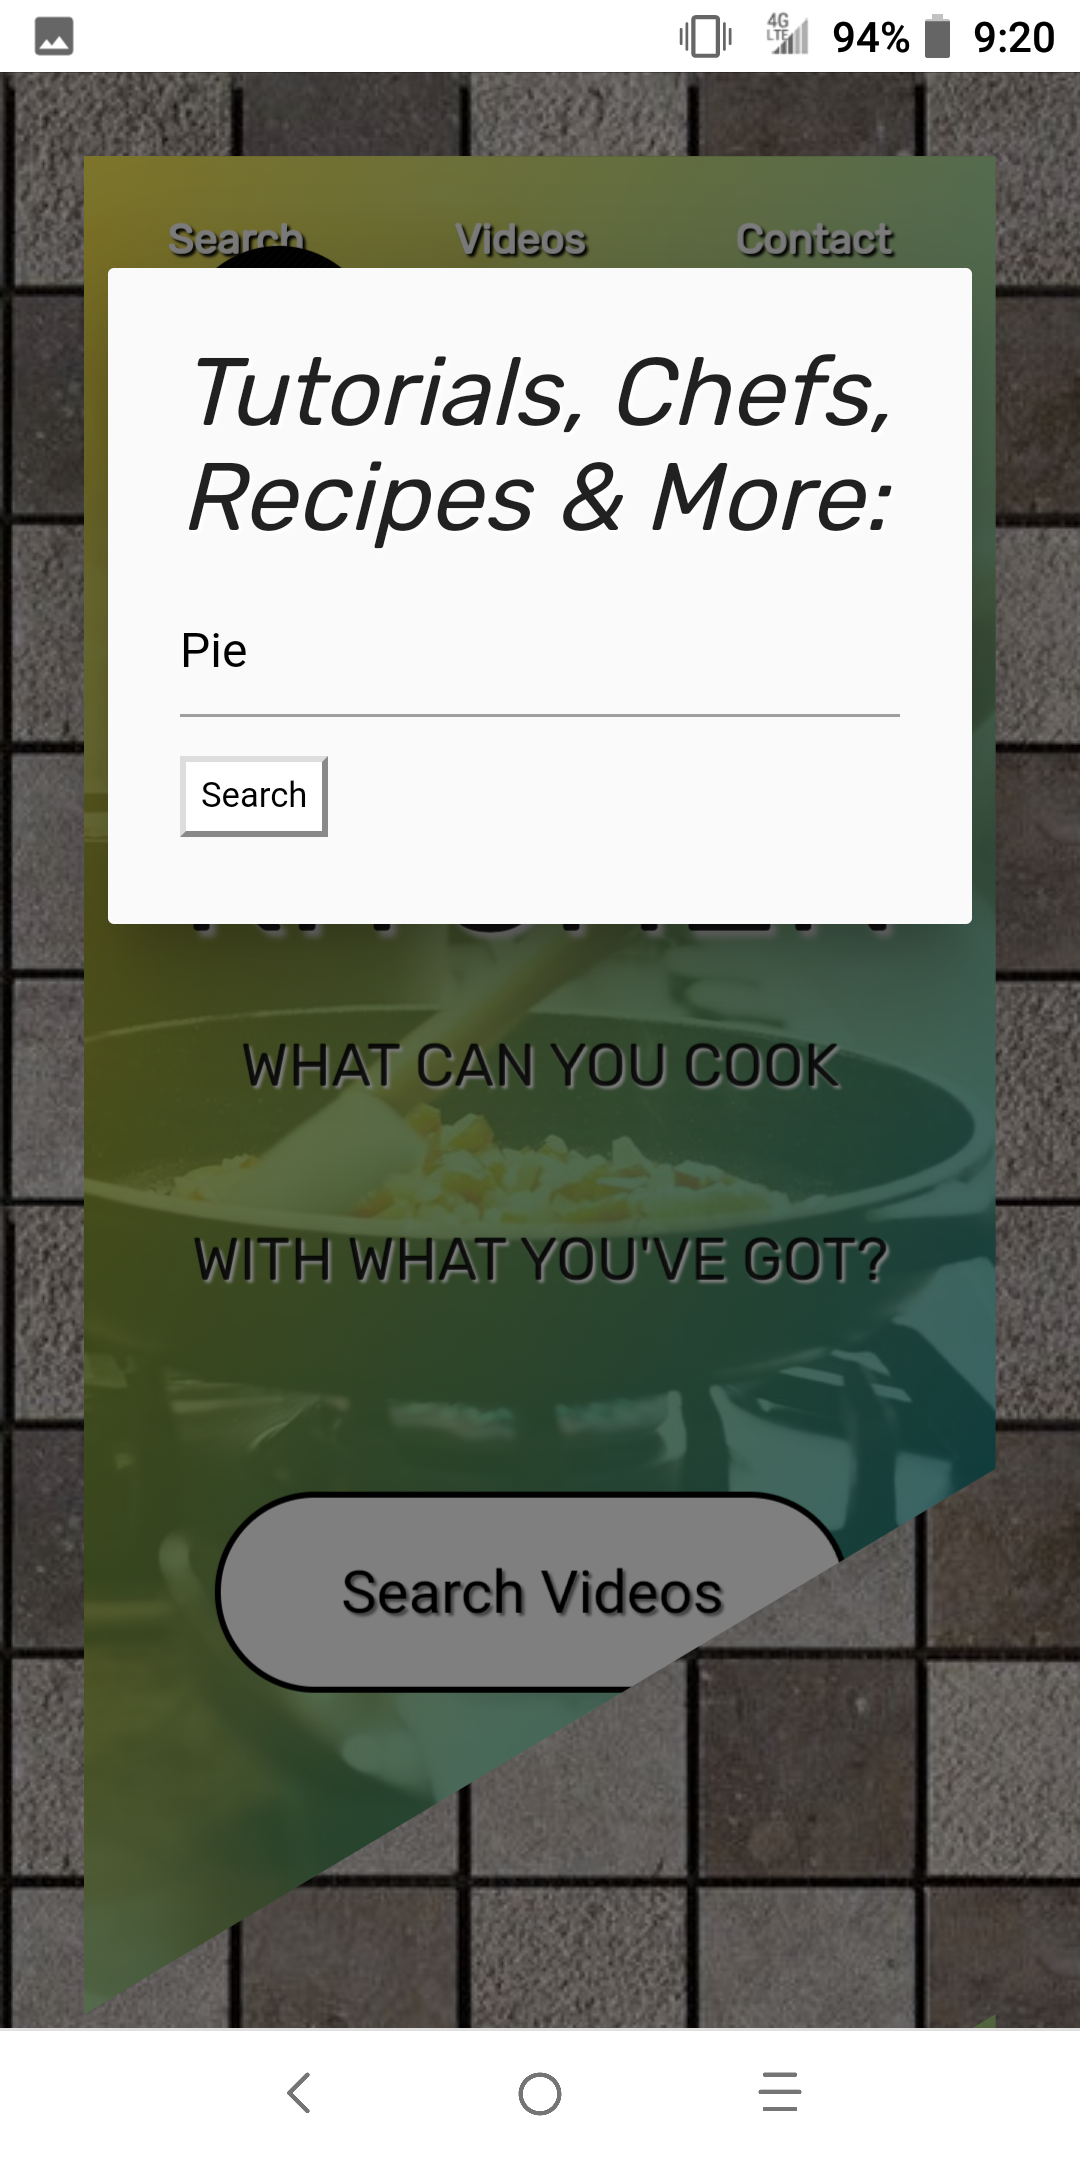 4G
LTE
94%
9:20
Search
Videos
Contact
Tutorials, Chefs,
Recipes & More:
Pie
Search
WHAT CAN YOU COOK
WITH WHAT YOU'VE GOT?
Search Videos